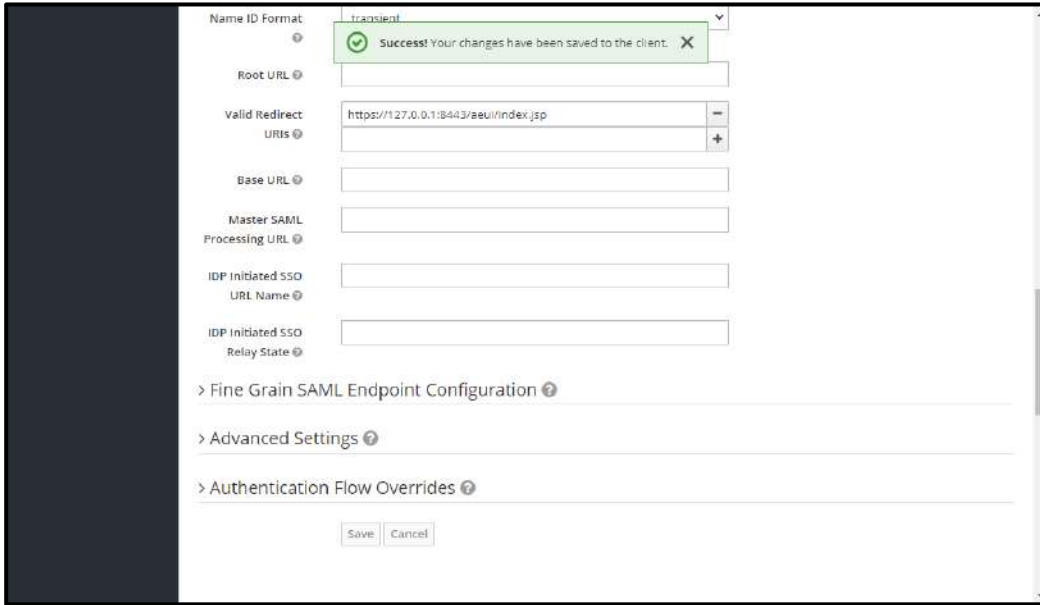 Name ID Format
transient
Success! Your changes have been saved to the client.
Root URL
Valid Redirect
URIs
https://127.0.0.1:8443/aeui/index.jsp
Base URL
Master SAML
Processing URL
IDP Initiated SSO
URL Name
IDP Initiated SSO
Relay State
Fine Grain SAML Endpoint Configuration
Advanced Settings
Authentication Flow Overrides
Save Cancel